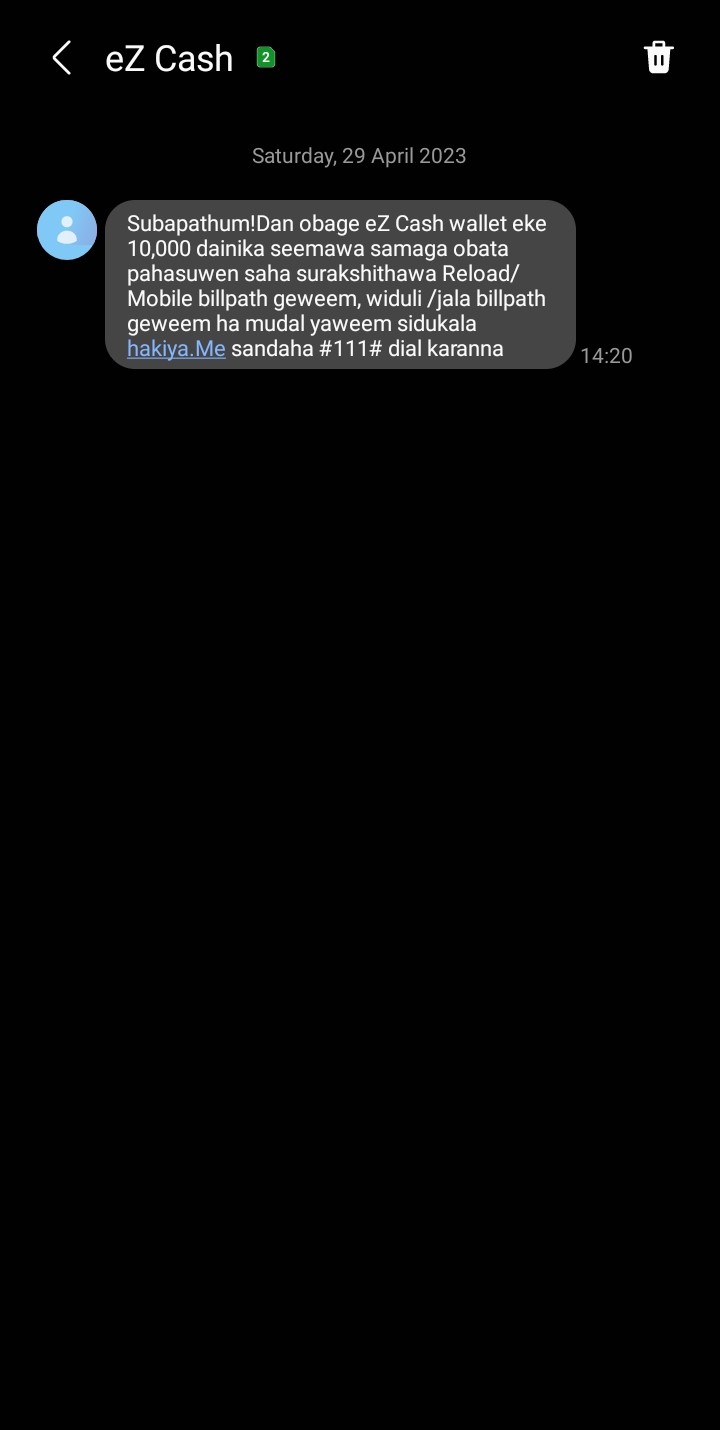 eZ Cash 2
Saturday, 29 April 2023
Subapathum!Dan obage eZ Cash wallet eke
10,000 dainika seemawa samaga obata
pahasuwen saha surakshithawa Reload/
Mobile billpath geweem, widuli /jala billpath
geweem ha mudal yaweem sidukala
hakiya.Me sandaha #111# dial karanna
14:20